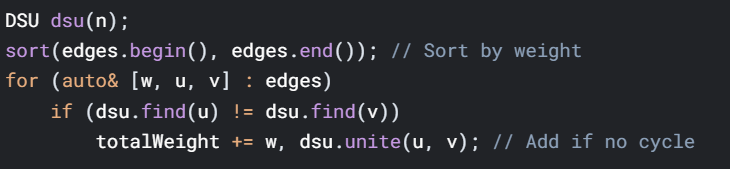 DSU dsu(n);
sort(edges.begin(), edges.end()); // Sort by weight
for (auto& [w, u, v] : edges)
    if (dsu.find(u) != dsu.find(v))
        totalWeight += w, dsu.unite(u, v); // Add if no cycle